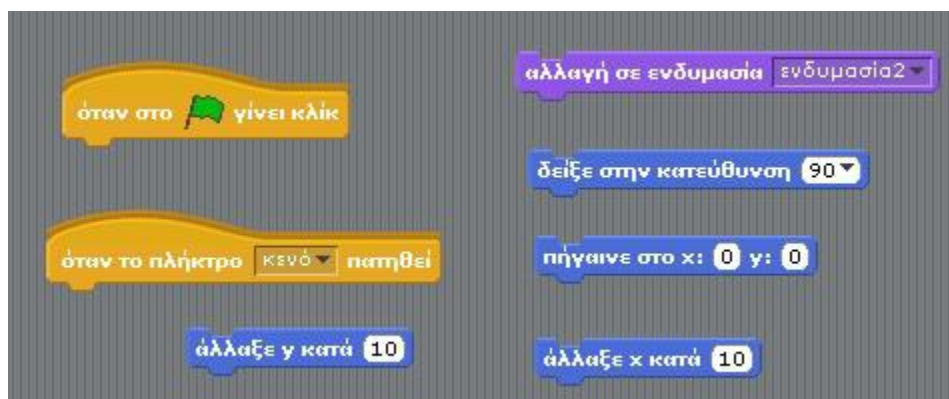 όταν στο γίνει κλίκ
όταν το πλήκτρο κενό πατηθεί
άλλαξε y κατά 10
αλλαγή σε ενδυμασία ενδυμασία2
δείξε στην κατεύθυνση 90
πήγαινε στο x: 0 y: 0
άλλαξε x κατά 10